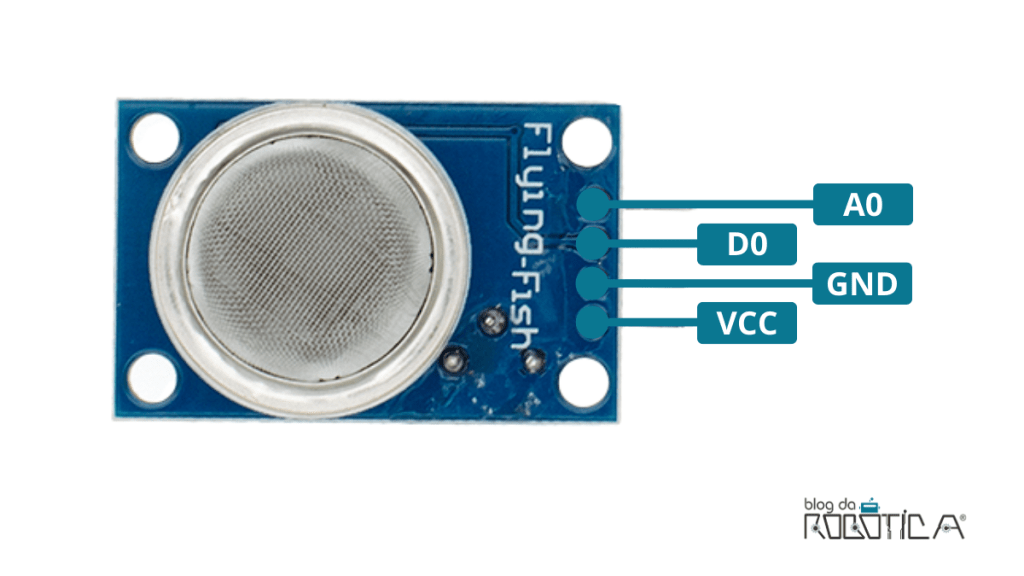 Flying-Fish
A0
D0
GND
VCC
blog da
ROBÓTICA®